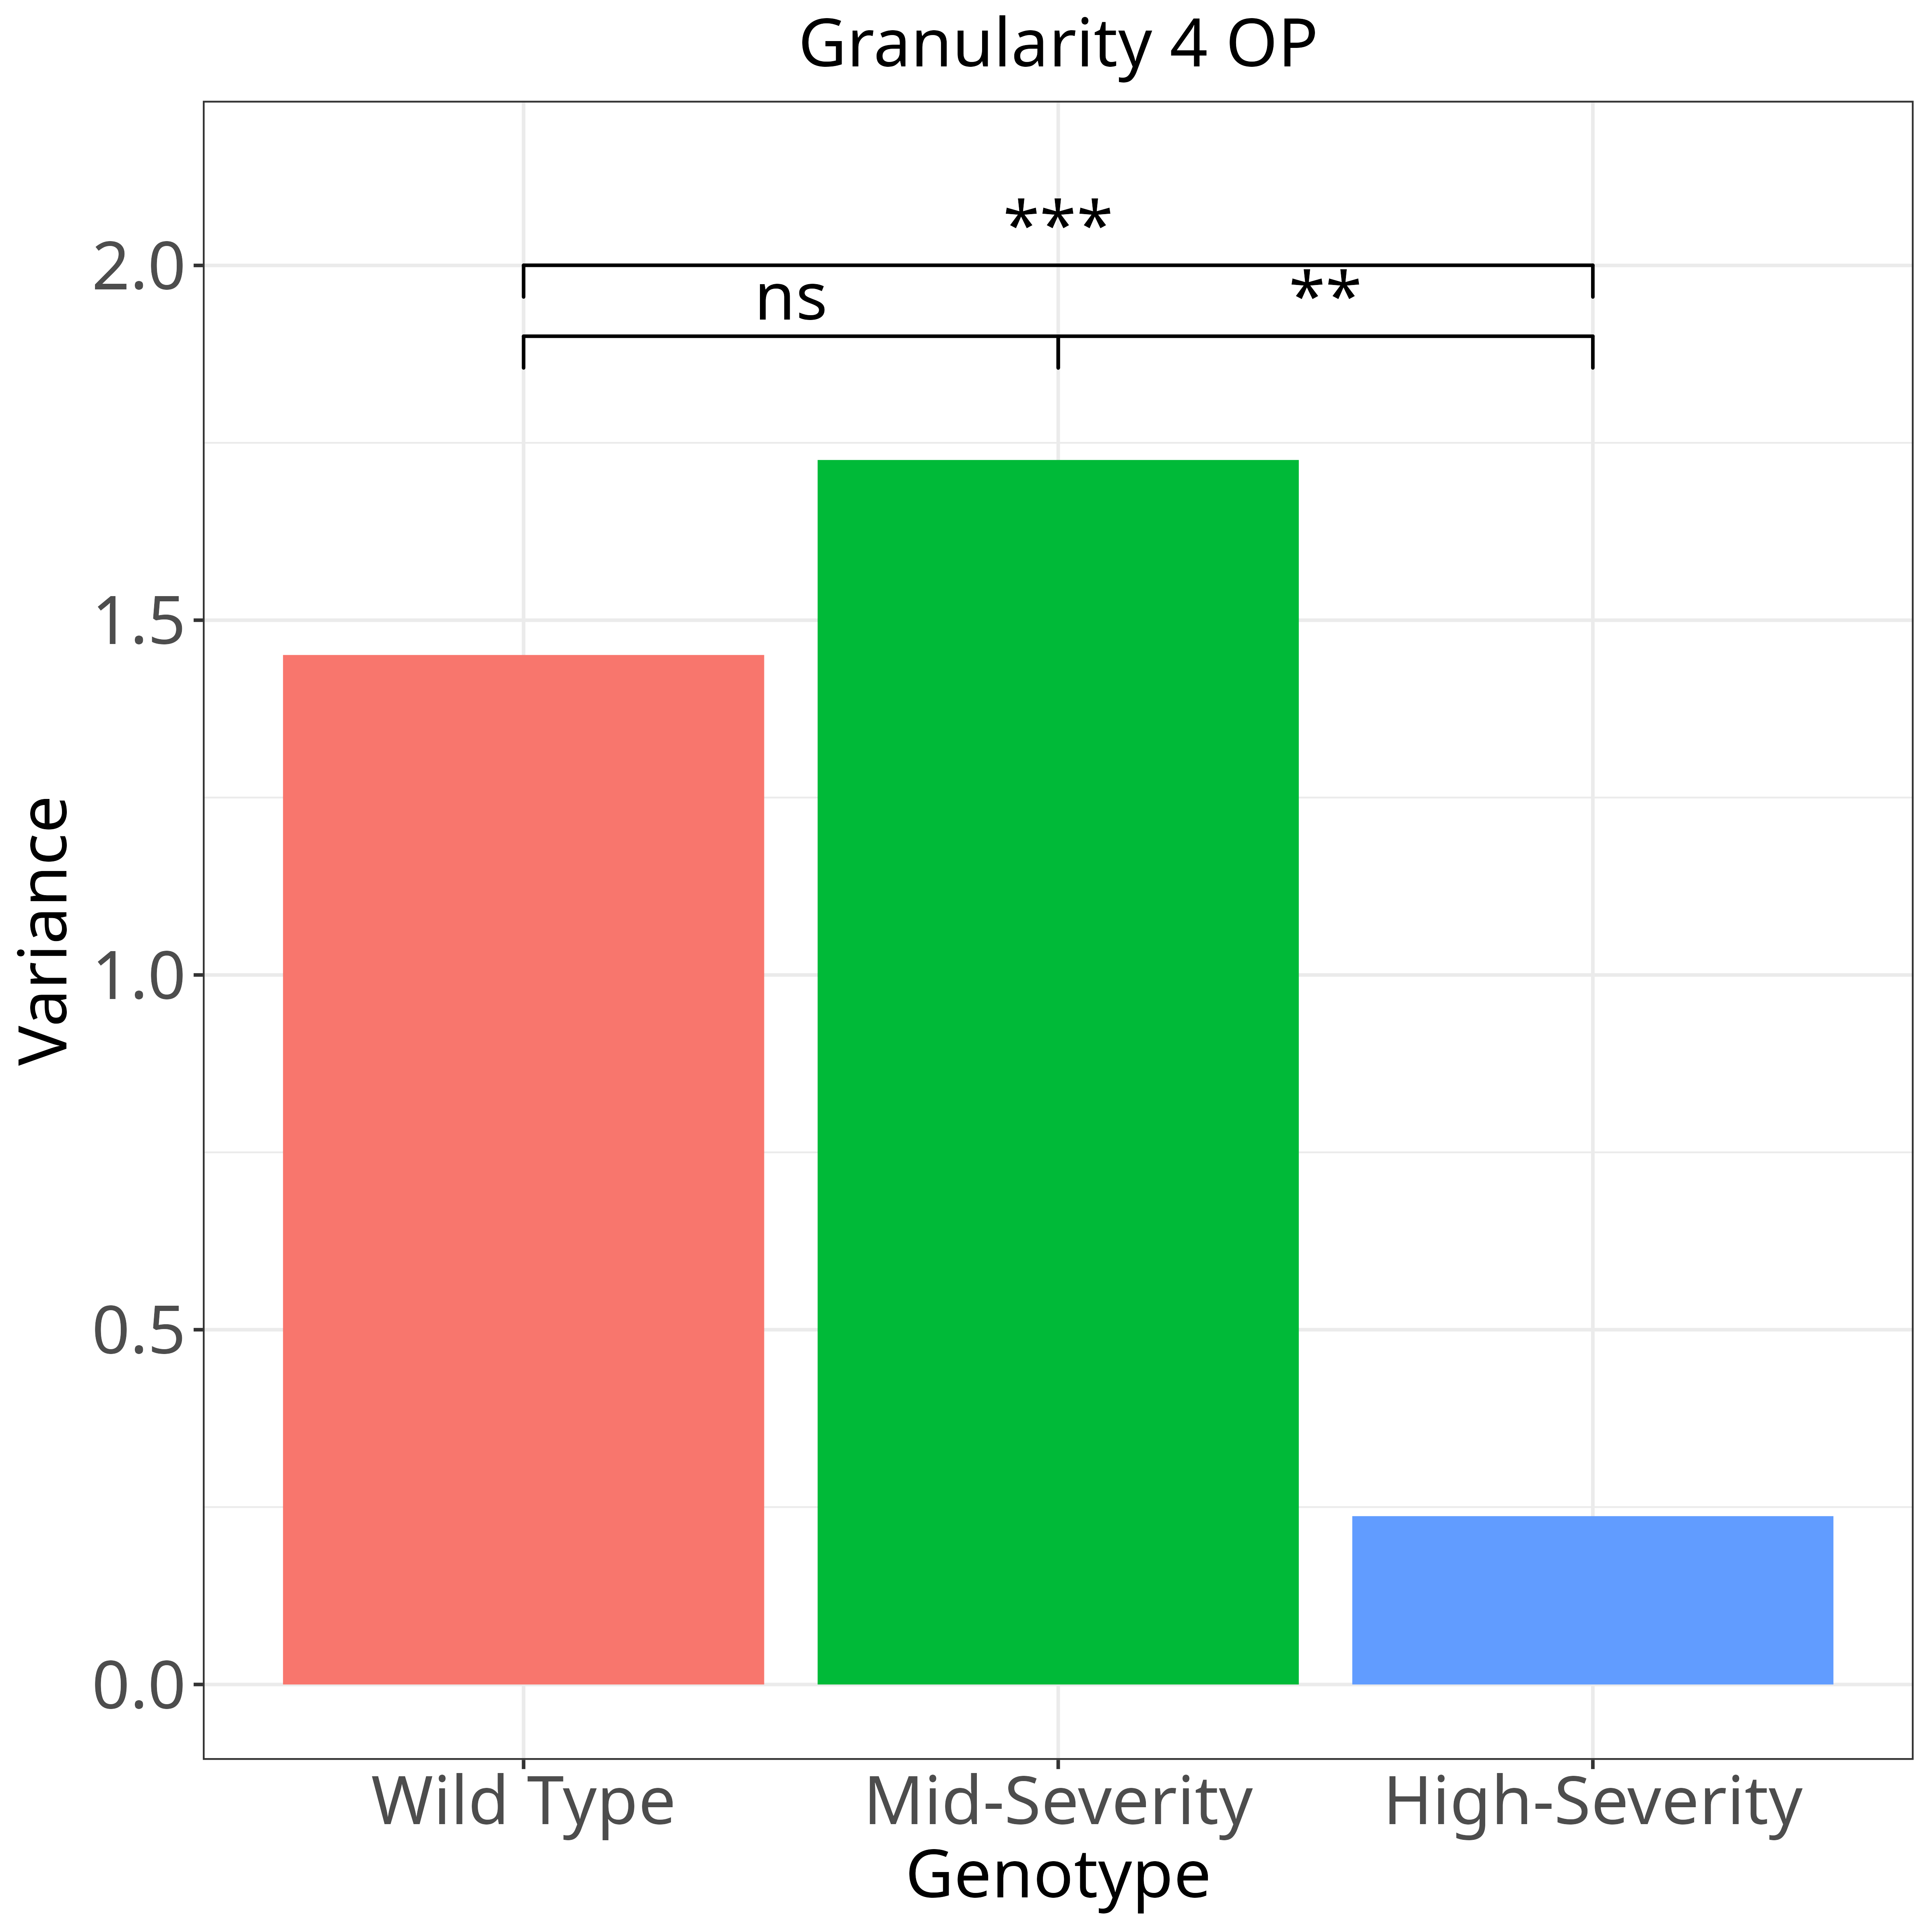 Granularity 4 OP
***
2.0
ns
**
1.5
1.0
0.5
0.0
Variance
Wild Type
Mid-Severity
High-Severity
Genotype